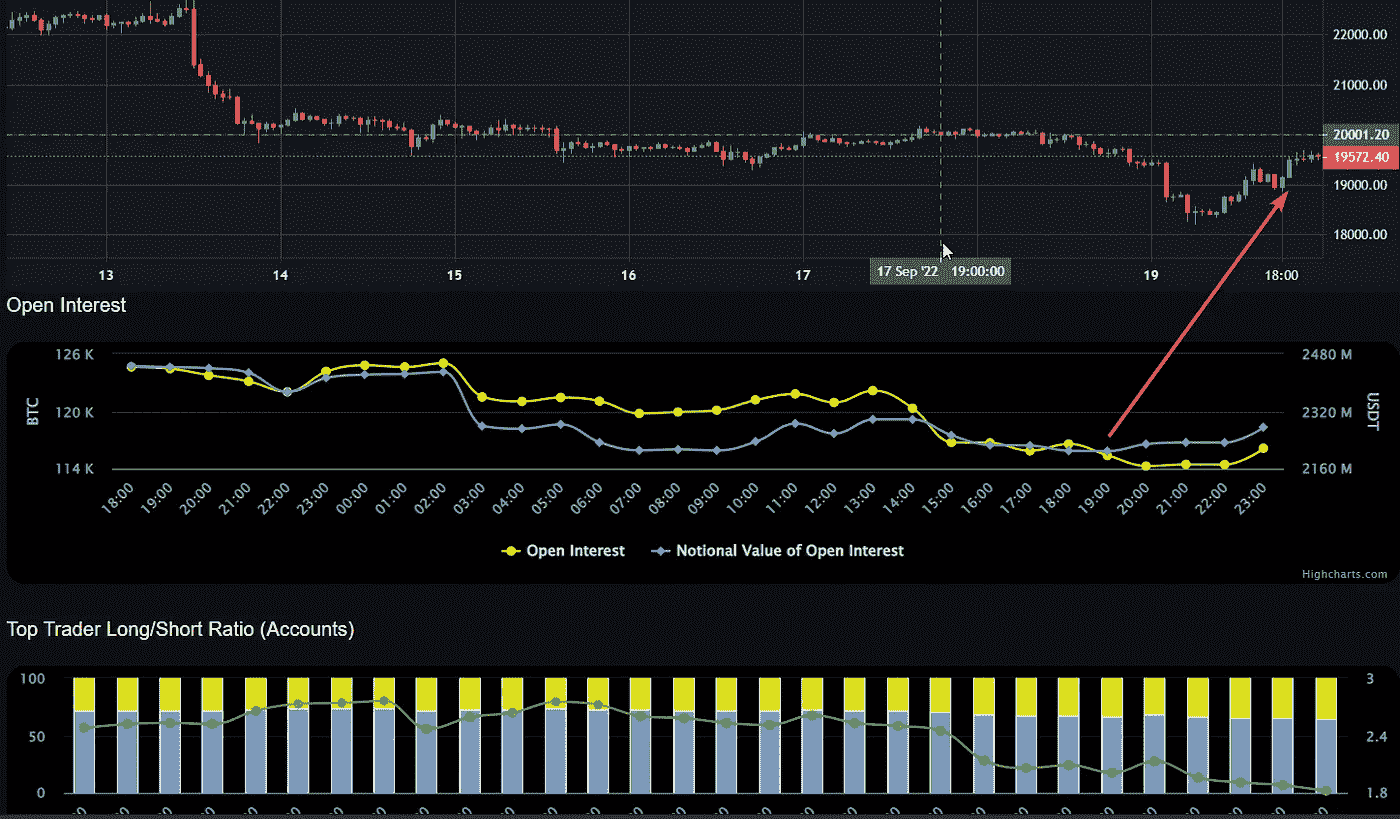 22000.00
21000.00
20001.20
19572.40
19000.00
18000.00
13 14 15 16 17 19 18:00
17 Sep '22 19:00:00
Open Interest
126 K 2480 M
BTC
USDT
120 K 2320 M
114 K 2160 M
18:00 19:00 20:00 21:00 22:00 23:00 00:00 01:00 02:00 03:00 04:00 05:00 06:00 07:00 08:00 09:00 10:00 11:00 12:00 13:00 14:00 15:00 16:00 17:00 18:00 19:00 20:00 21:00 22:00 23:00
Open Interest Notional Value of Open Interest
Highcharts.com
Top Trader Long/Short Ratio (Accounts)
100 3
50 2.4
0 1.8